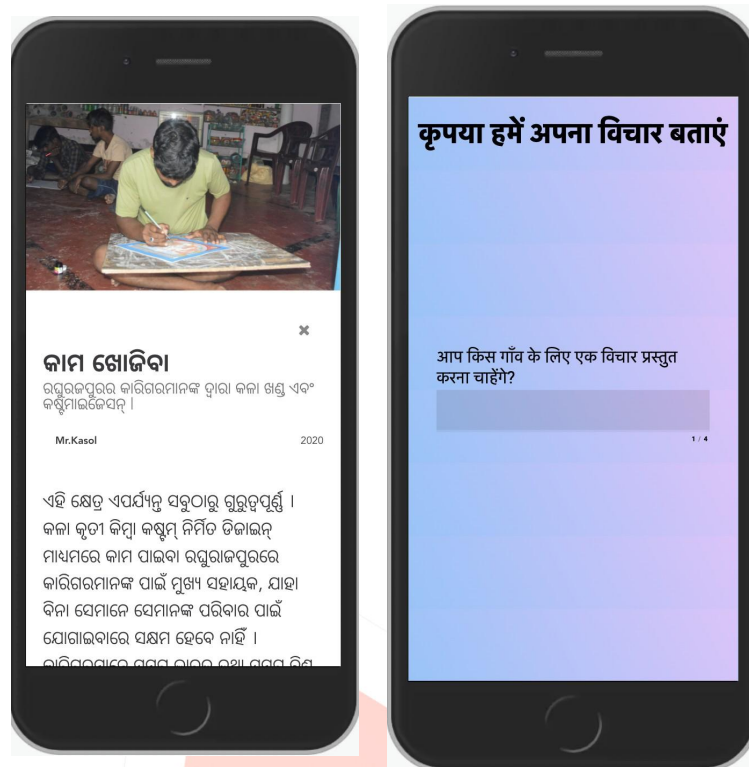 କାମ ଖୋଜିବା
ରଘୁରାଜପୁରର କାରିଗରମାନଙ୍କ ଦ୍ୱାରା କଳା ଖଣ୍ଡ ଏବଂ
କଷ୍ଟମାଇଜେସନ୍ |
Mr.Kasol
2020
ଏହି କ୍ଷେତ୍ର ଏପର୍ଯ୍ୟନ୍ତ ସବୁଠାରୁ ଗୁରୁତ୍ୱପୂର୍ଣ୍ଣ ।
କଳା କୃତୀ କିମ୍ବା କଷ୍ଟମ୍ ନିର୍ମିତ ଡିଜାଇନ୍
ମାଧ୍ୟମରେ କାମ ପାଇବା ରଘୁରାଜପୁରରେ
କାରିଗରମାନଙ୍କ ପାଇଁ ମୁଖ୍ୟ ସହାୟକ, ଯାହା
ବିନା ସେମାନେ ସେମାନଙ୍କ ପରିବାର ପାଇଁ
ଯୋଗାଇବାରେ ସକ୍ଷମ ହେବେ ନାହିଁ ।
कृपया हमें अपना विचार बताएं
आप किस गाँव के लिए एक विचार प्रस्तुत
करना चाहेंगे?
1 / 4